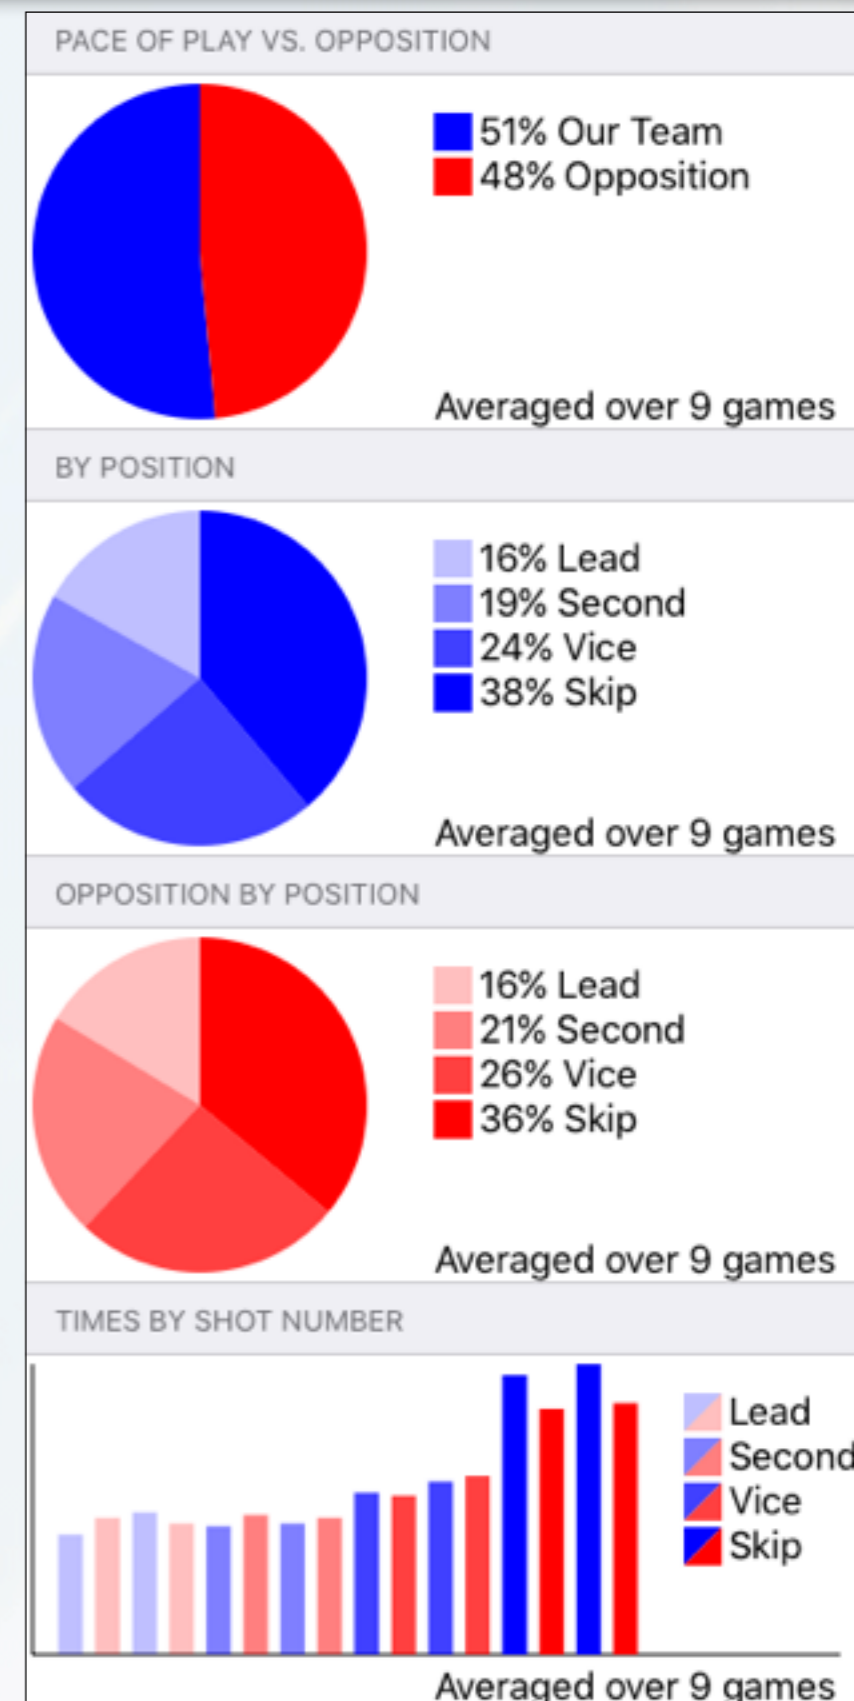 PACE OF PLAY VS. OPPOSITION
51% Our Team
48% Opposition
Averaged over 9 games
BY POSITION
16% Lead
19% Second
24% Vice
38% Skip
Averaged over 9 games
OPPOSITION BY POSITION
16% Lead
21% Second
26% Vice
36% Skip
Averaged over 9 games
TIMES BY SHOT NUMBER
Lead
Second
Vice
Skip
Averaged over 9 games